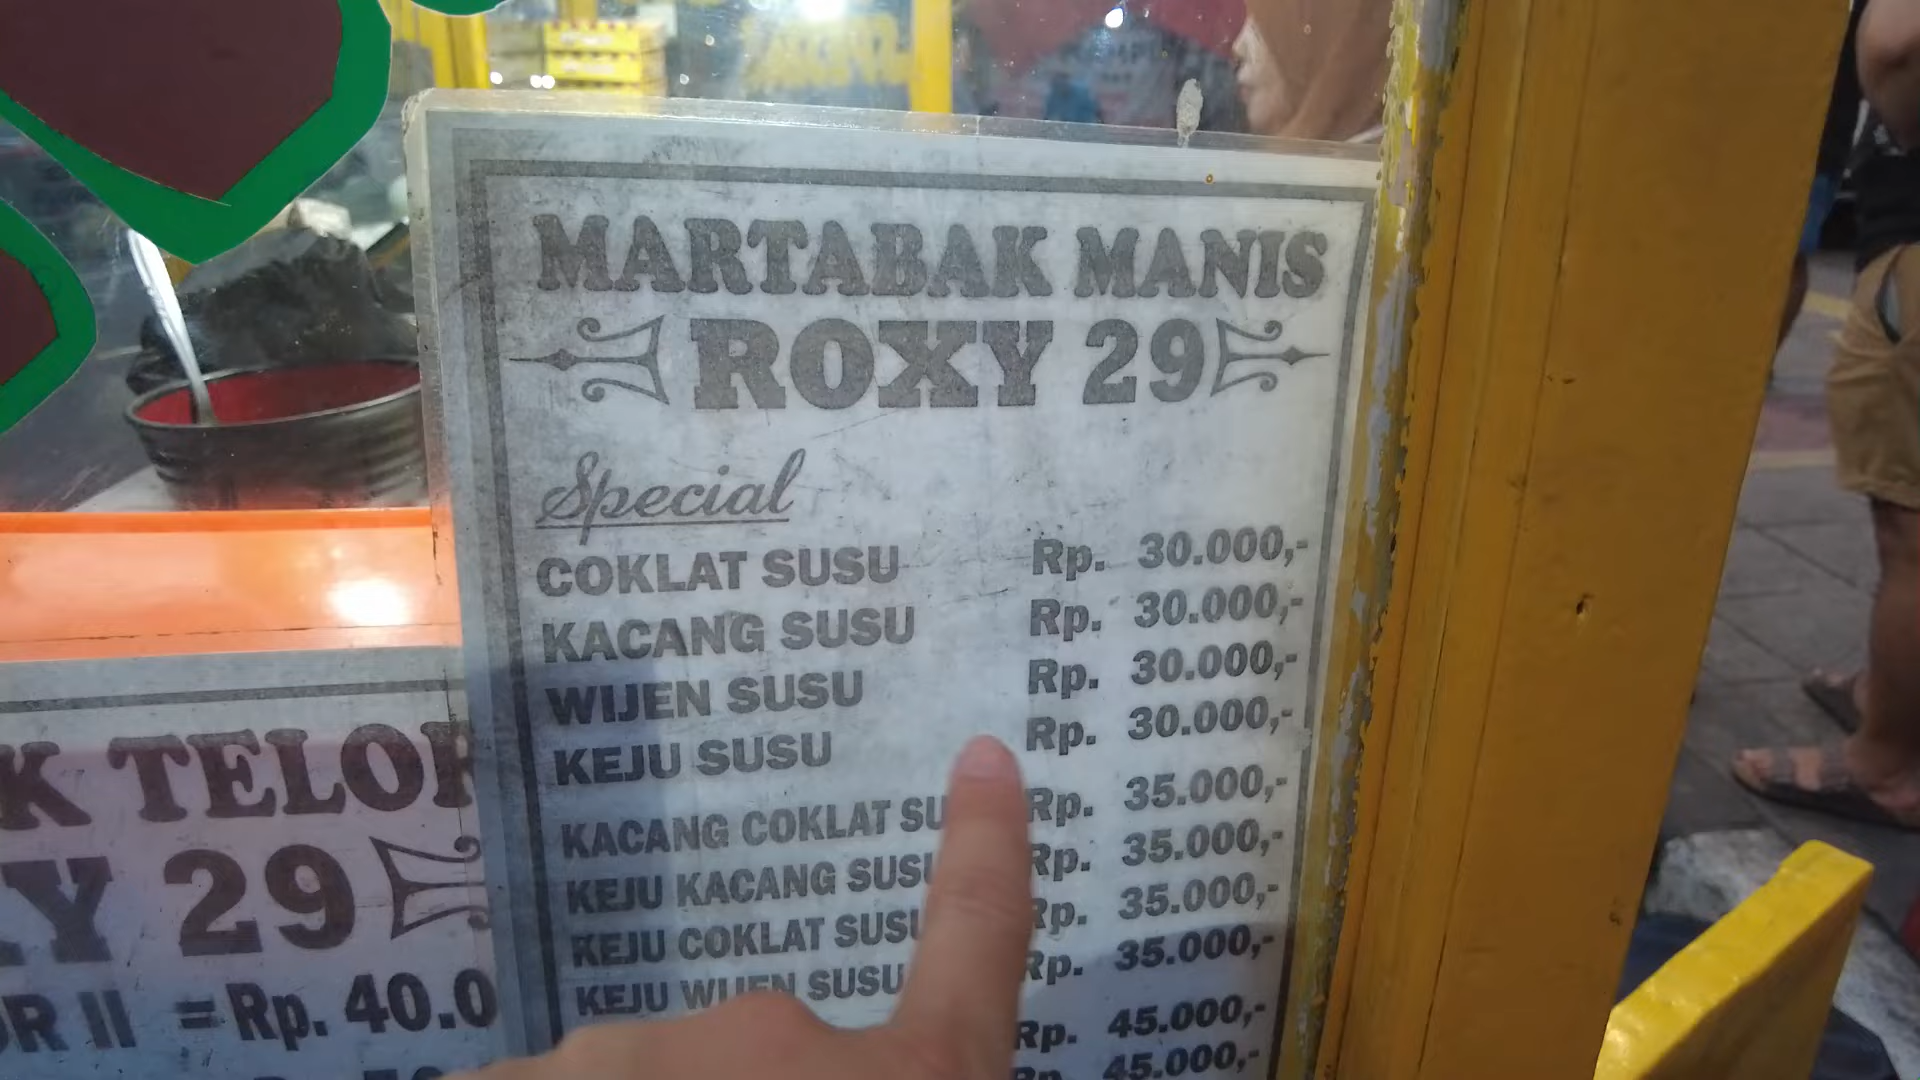 MARTABAK MANIS
ROXY 29
Special
COKLAT SUSU Rp. 30.000,-
KACANG SUSU Rp. 30.000,-
WIJEN SUSU Rp. 30.000,-
KEJU SUSU Rp. 30.000,-
KACANG COKLAT SU Rp. 35.000,-
KEJU KACANG SUSU Rp. 35.000,-
KEJU COKLAT SUSU Rp. 35.000,-
KEJU WIJEN SUSU Rp. 35.000,-
Rp. 45.000,-
45.000,-
K TELOR
Y 29
OR II = Rp. 40.0